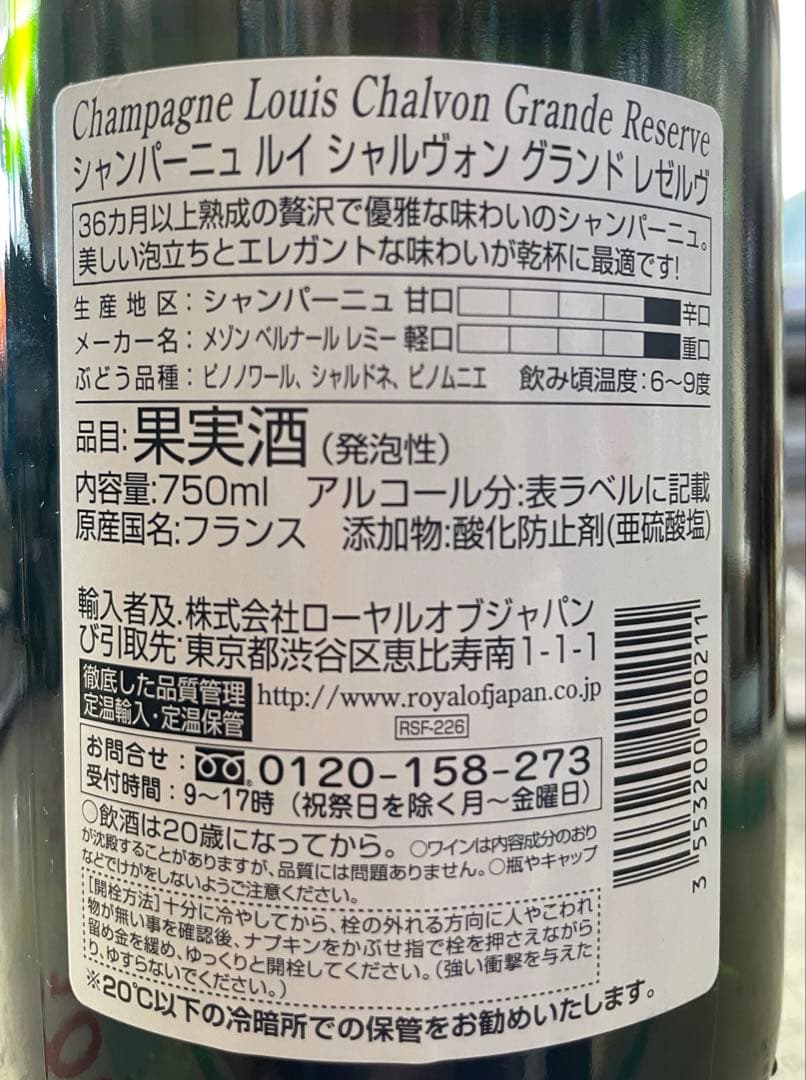 Champagne Louis Chalvon Grande Reserve
シャンパーニュ ルイ シャルヴォン グランド レゼルヴ
36カ月以上熟成の贅沢で優雅な味わいのシャンパーニュ。
美しい泡立ちとエレガントな味わいが乾杯に最適です!
生産地区：シャンパーニュ 甘口 辛口
メーカー名：メゾン ベルナール レミー 軽口 重口
ぶどう品種：ピノノワール、シャルドネ、ピノムニエ 飲み頃温度：6～9度
品目:果実酒(発泡性)
内容量:750ml アルコール分:表ラベルに記載
原産国名:フランス 添加物:酸化防止剤(亜硫酸塩)
輸入者及.株式会社ローヤルオブジャパン
び引取先:東京都渋谷区恵比寿南1-1-1
徹底した品質管理
定温輸入・定温保管
http://www.royalofjapan.co.jp
RSF-226
お問合せ：0120-158-273
受付時間：9～17時（祝祭日を除く月～金曜日）
○飲酒は20歳になってから。○ワインは内容成分のおり
が沈殿することがありますが、品質には問題ありません。○瓶やキャップ
などでけがをしないようご注意ください。
[開栓方法]十分に冷やしてから、栓の外れる方向に人やこわれ
物が無い事を確認後、ナプキンをかぶせ指で栓を押さえながら
留め金を緩め、ゆっくりと開栓してください。(強い衝撃を与えた
り、ゆすらないでください。)
※20℃以下の冷暗所での保管をお勧めいたします。
3 553200 000211